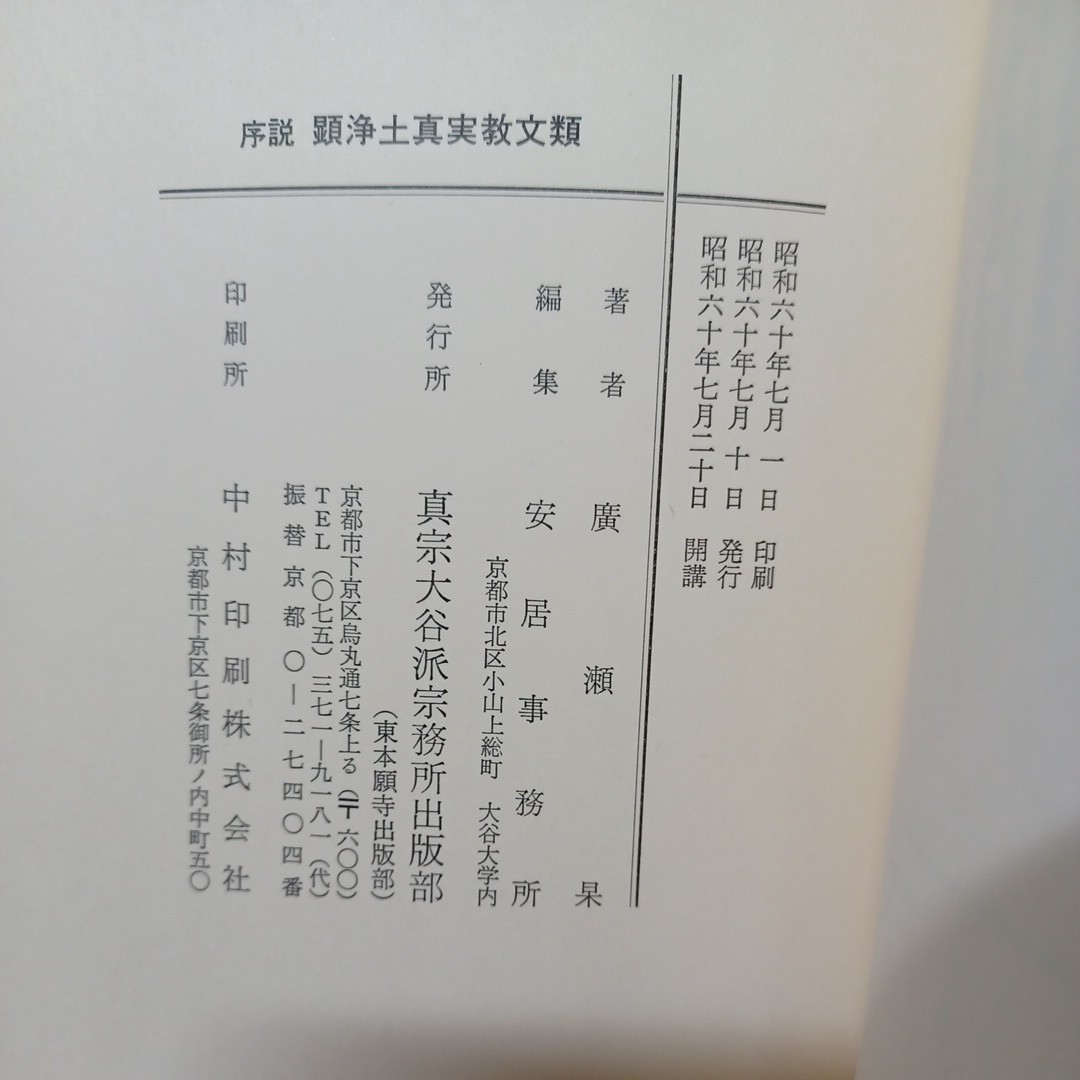 序説 顕浄土真実教文類
昭和六十年七月一日 印刷
昭和六十年七月十日 発行
昭和六十年七月二十日 開講
著者 廣瀬杲
編集 安居事務所
京都市北区小山上総町 大谷大学内
発行所 真宗大谷派宗務所出版部
(東本願寺出版部)
京都市下京区烏丸通七条上る(〒六〇〇)
TEL(〇七五)三七一―九一八一(代)
振替京都〇―二七四〇四番
印刷所 中村印刷株式会社
京都市下京区七条御所ノ内中町五〇